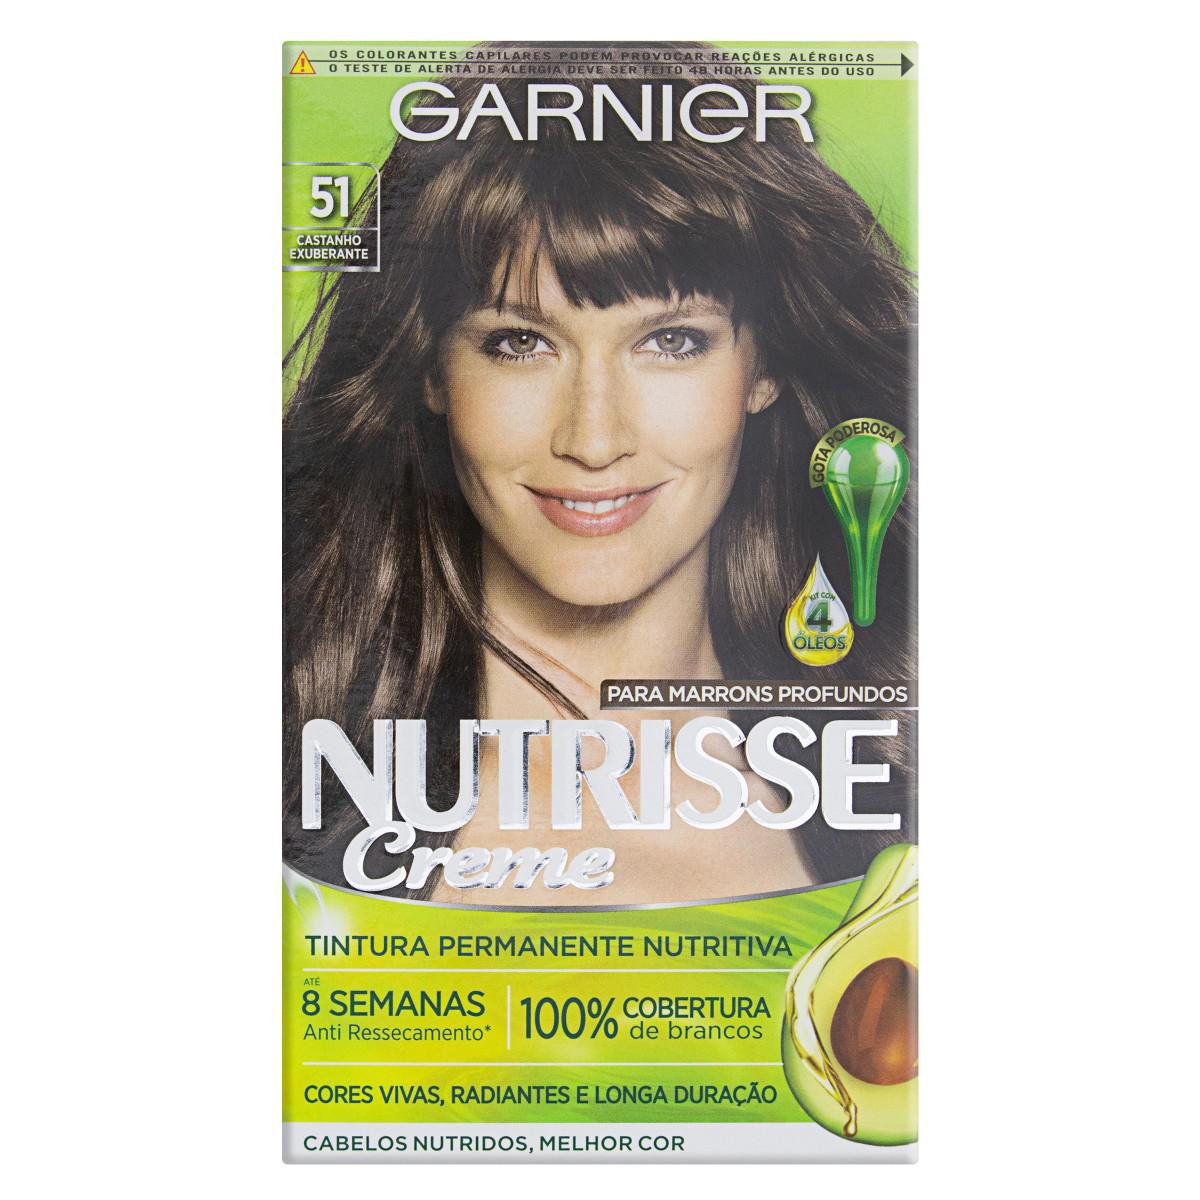 OS COLORANTES CAPILARES PODEM PROVOCAR REAÇÕES ALÉRGICAS
O TESTE DE ALERTA DE ALERGIA DEVE SER FEITO 48 HORAS ANTES DO USO
GARNIER
51
CASTANHO
EXUBERANTE
GOTA PODEROSA
KIT COM
4
ÓLEOS
PARA MARRONS PROFUNDOS
NUTRISSE
Creme
TINTURA PERMANENTE NUTRITIVA
ATÉ
8 SEMANAS
Anti Ressecamento*
100% COBERTURA
de brancos
CORES VIVAS, RADIANTES E LONGA DURAÇÃO
CABELOS NUTRIDOS, MELHOR COR